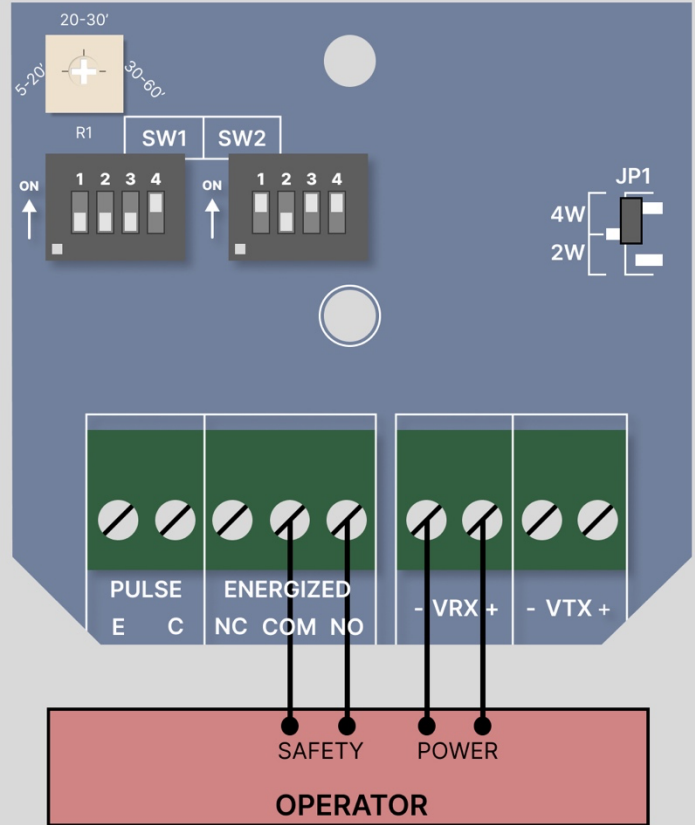 20-30'
5-20'
30-60'
R1
SW1 SW2
ON
1 2 3 4
ON
1 2 3 4
JP1
4W
2W
PULSE ENERGIZED
E C NC COM NO
- VRX + - VTX +
SAFETY POWER
OPERATOR